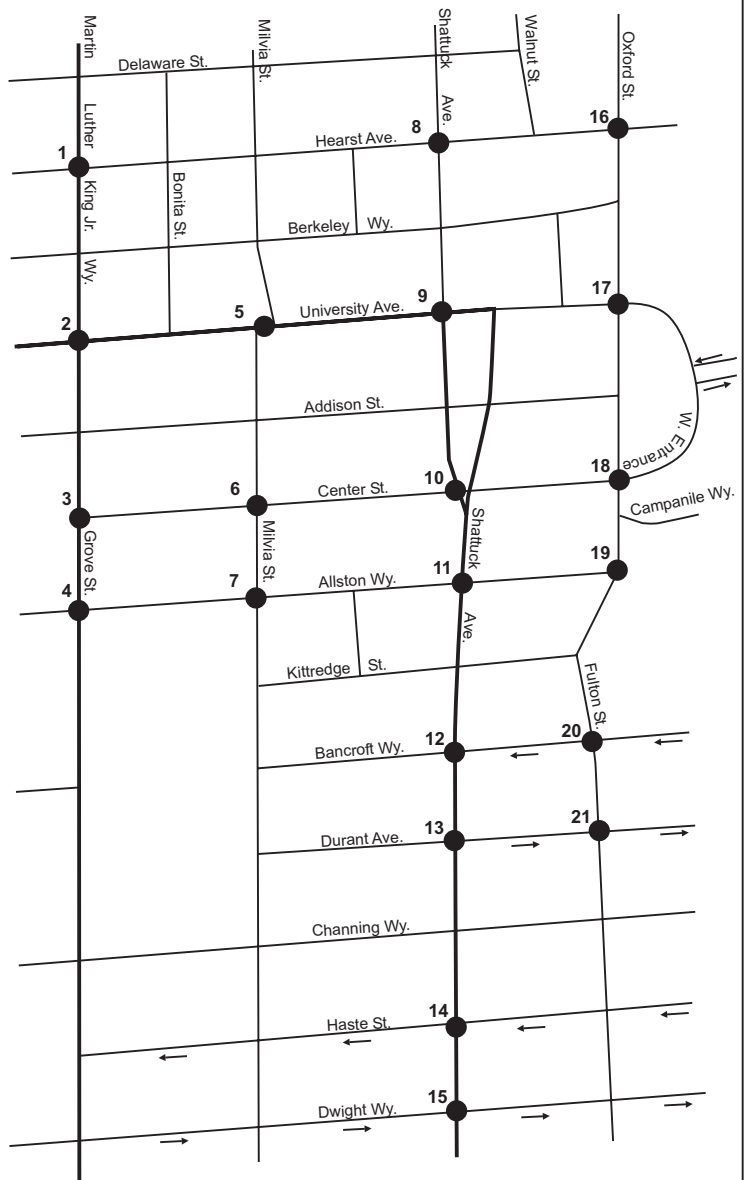 Martin
Luther
King Jr.
Wy.
Milvia St.
Shattuck
Ave.
Walnut St.
Oxford St.
Delaware St.
8
16
Hearst Ave.
1
Bonita St.
Berkeley Wy.
17
9
5
University Ave.
2
Addison St.
W. Entrance
18
10
6
Center St.
3
Campanile Wy.
Grove St.
Milvia St.
Shattuck
Ave.
19
11
7
Allston Wy.
4
Kittredge St.
Fulton St.
20
12
Bancroft Wy.
21
13
Durant Ave.
Channing Wy.
14
Haste St.
15
Dwight Wy.